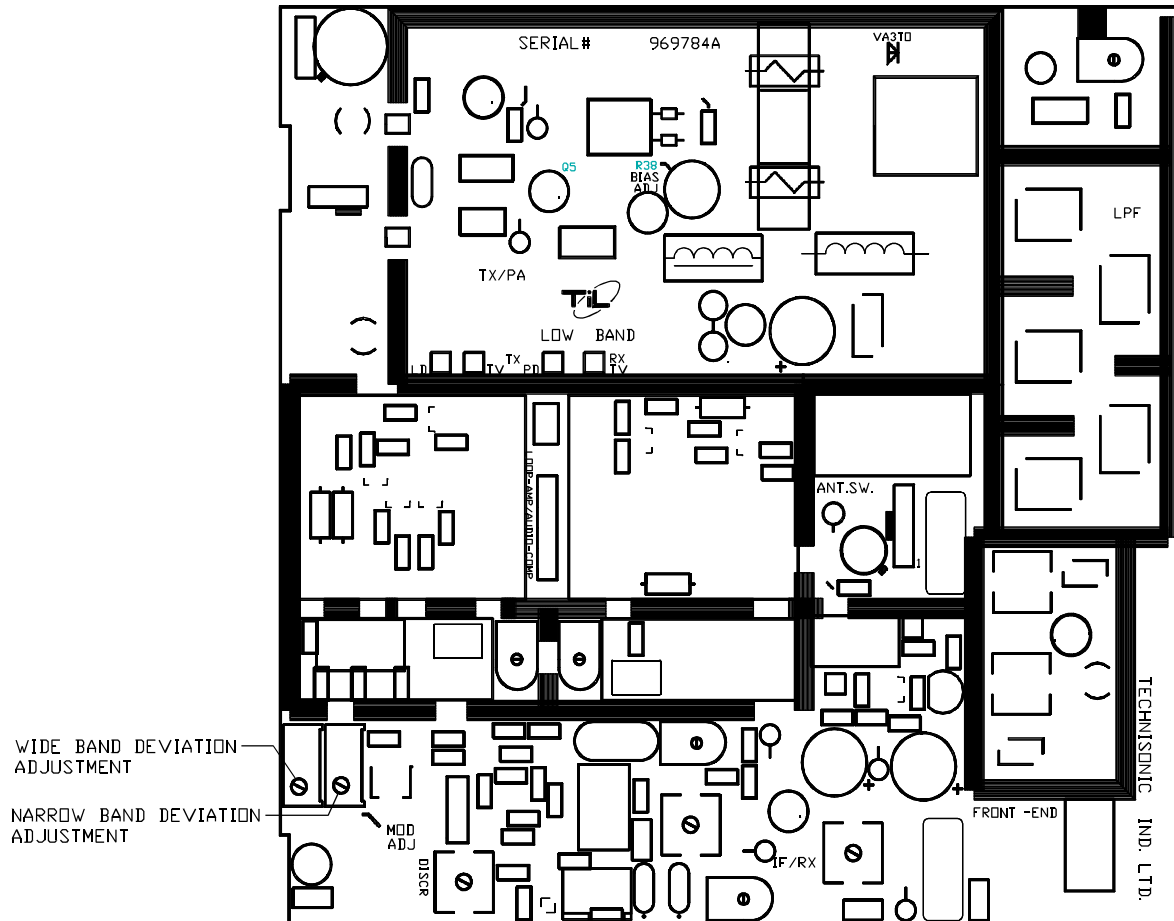 SERIAL# 969784A
VA3TO
Q5
R38
BIAS
ADJ
LPF
TX/PA
TiL
LOW BAND
LD
TV
TX
PD
RX
TV
LOOP-AMP/AUDIO-COMP
ANT.SW.
1
WIDE BAND DEVIATION
ADJUSTMENT
NARROW BAND DEVIATION
ADJUSTMENT
MOD
ADJ
DISCR
IF/RX
FRONT -END
TECHNISONIC IND. LTD.